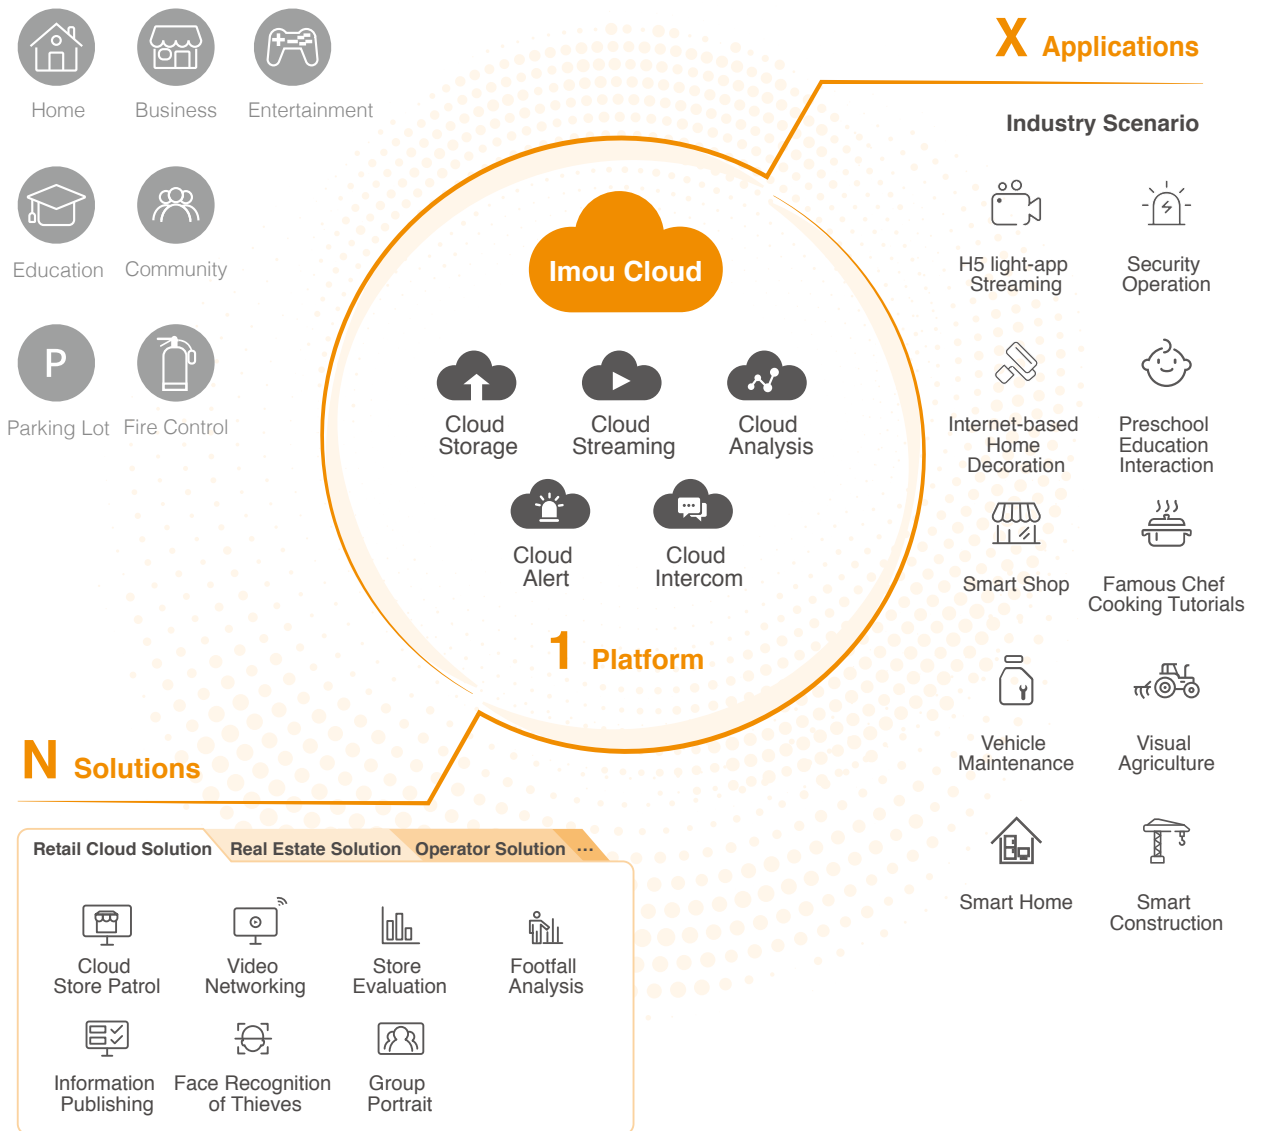 Home
Business
Entertainment
Education
Community
P
Parking Lot
Fire Control
X Applications
Industry Scenario
H5 light-app
Streaming
Security
Operation
Internet-based
Home
Decoration
Preschool
Education
Interaction
Smart Shop
Famous Chef
Cooking Tutorials
Vehicle
Maintenance
Visual
Agriculture
Smart Home
Smart
Construction
Imou Cloud
Cloud
Storage
Cloud
Streaming
Cloud
Analysis
Cloud
Alert
Cloud
Intercom
1 Platform
N Solutions
Retail Cloud Solution
Real Estate Solution
Operator Solution
...
Cloud
Store Patrol
Video
Networking
Store
Evaluation
Footfall
Analysis
Information
Publishing
Face Recognition
of Thieves
Group
Portrait